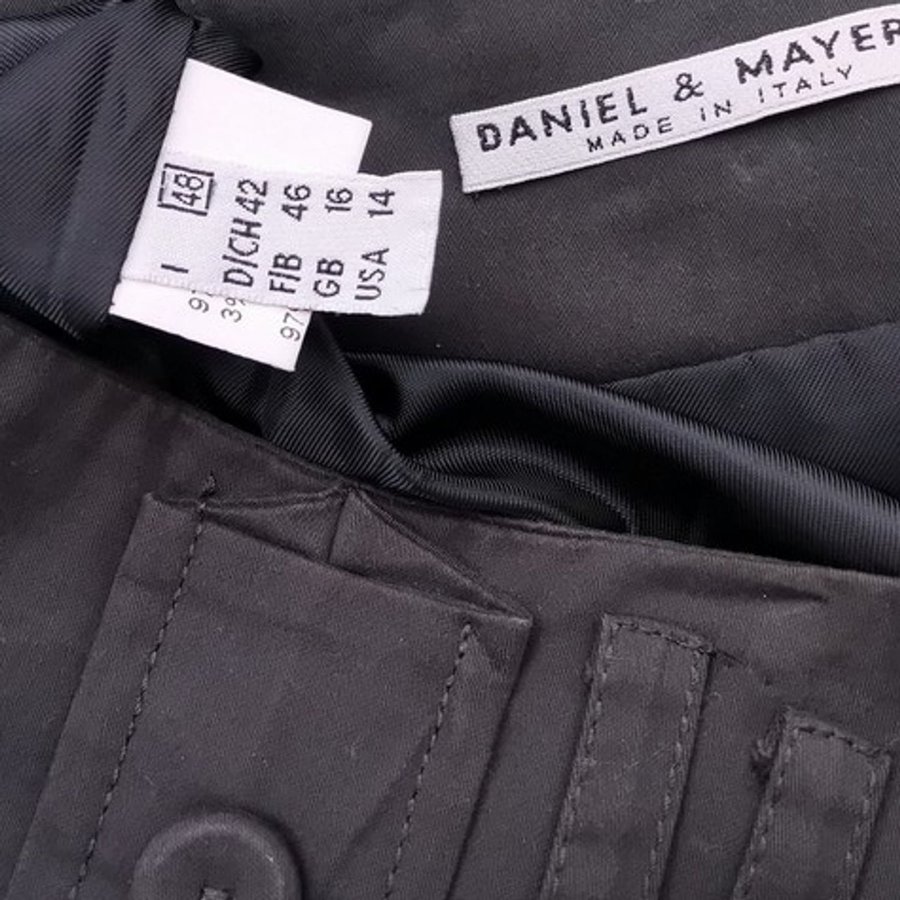 DANIEL & MAYER
MADE IN ITALY
I 48
D/CH 42
F/B 46
GB 16
USA 14